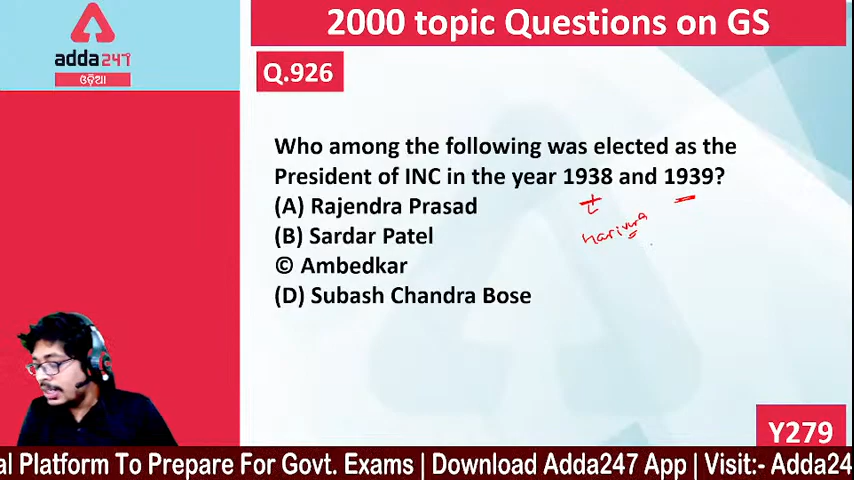 2000 topic Questions on GS
adda247
ଓଡ଼ିଆ
Q.926
Who among the following was elected as the
President of INC in the year 1938 and 1939?
(A) Rajendra Prasad
(B) Sardar Patel
© Ambedkar
(D) Subash Chandra Bose
Y279
al Platform To Prepare For Govt. Exams | Download Adda247 App | Visit:- Adda24